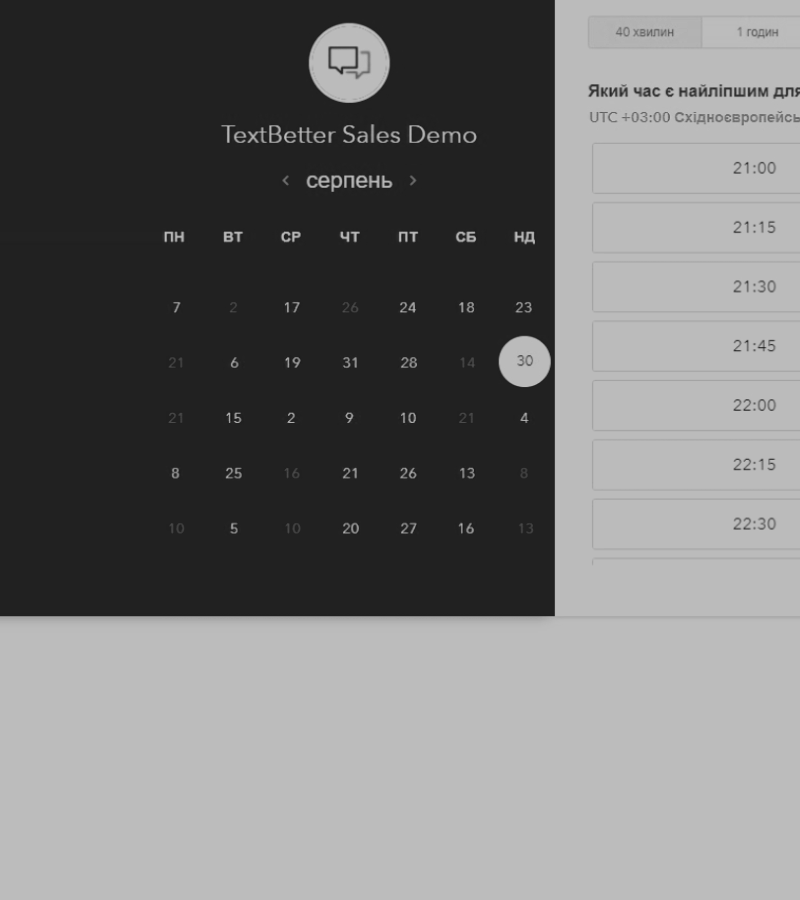 TextBetter Sales Demo
‹ серпень ›
ПН ВТ СР ЧТ ПТ СБ НД
7 2 17 26 24 18 23
21 6 19 31 28 14 30
21 15 2 9 10 21 4
8 25 16 21 26 13 8
10 5 10 20 27 16 13
40 хвилин 1 годин
Який час є найліпшим для
UTC +03:00 Східноєвропейсь
21:00
21:15
21:30
21:45
22:00
22:15
22:30